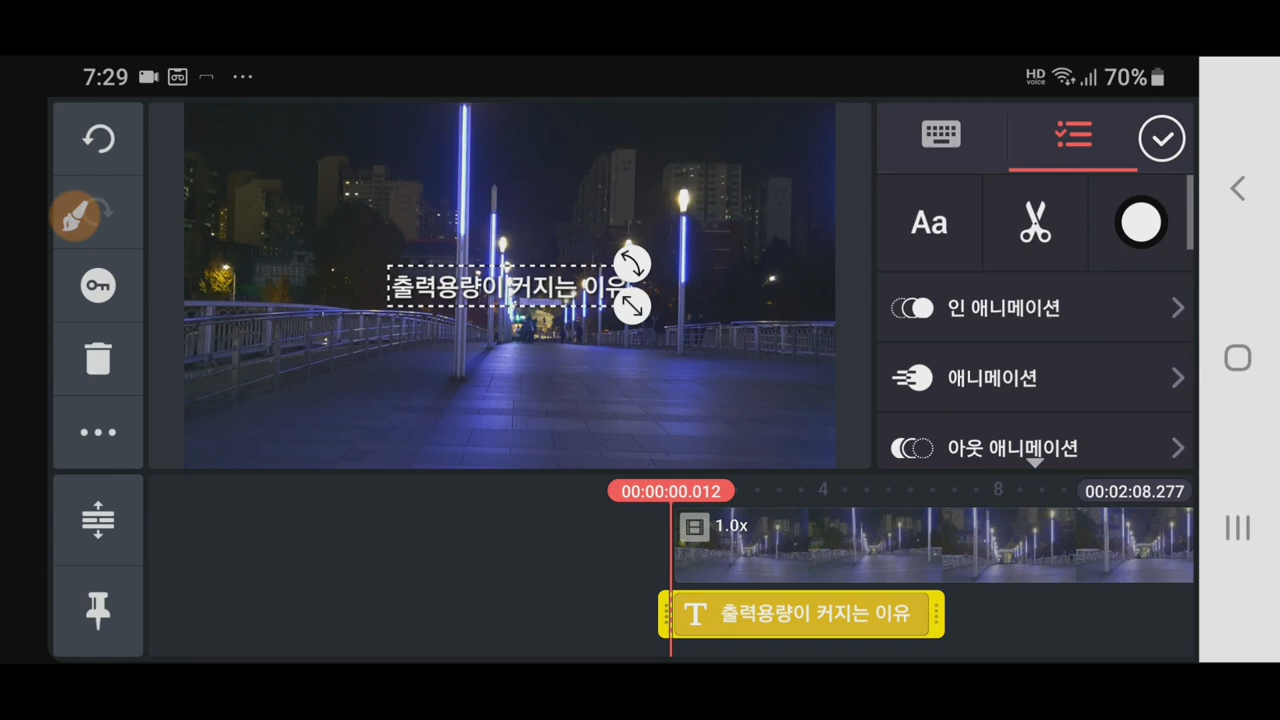 7:29
HD voice 70%
출력용량이 커지는 이유
Aa
인 애니메이션
애니메이션
아웃 애니메이션
00:00:00.012 4 8 00:02:08.277
1.0x
T 출력용량이 커지는 이유